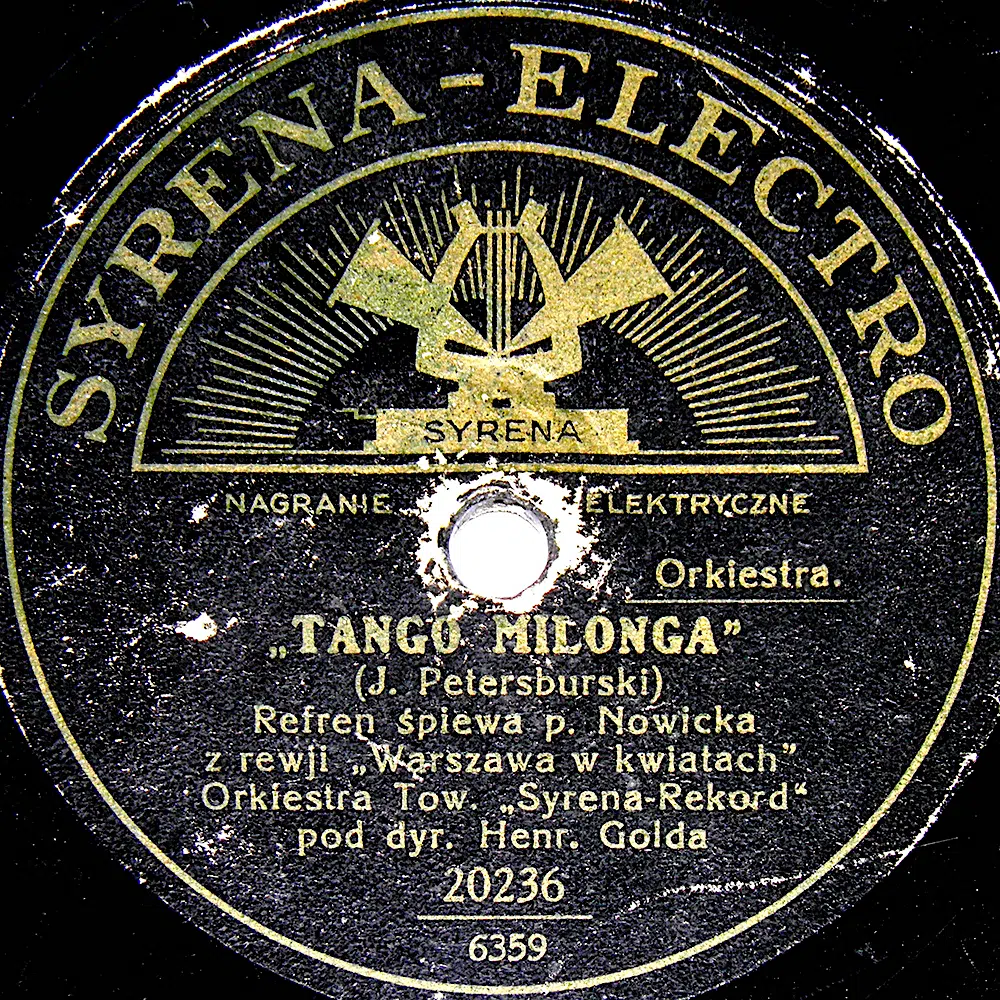 SYRENA-ELECTRO
SYRENA
NAGRANIE ELEKTRYCZNE
Orkiestra.
„TANGO MILONGA”
(J. Petersburski)
Refren śpiewa p. Nowicka
z rewji „Warszawa w kwiatach”
Orkiestra Tow. „Syrena-Rekord“
pod dyr. Henr. Golda
20236
6359